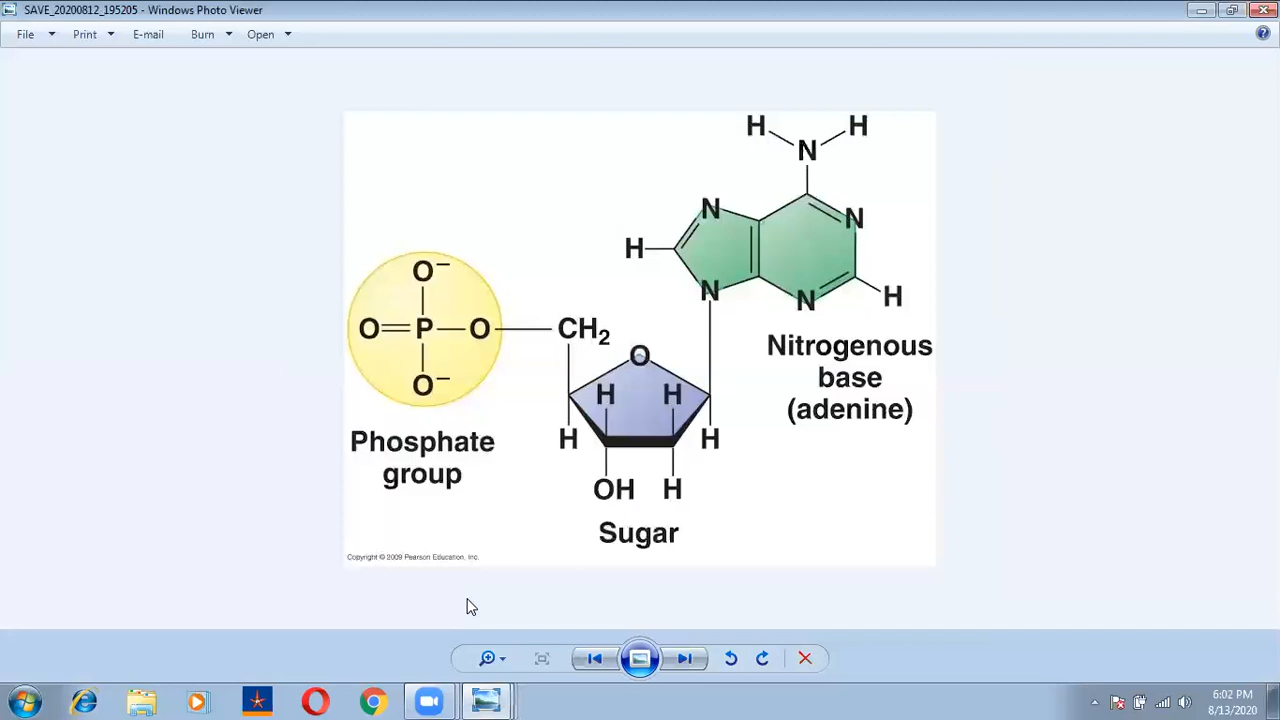 SAVE_20200812_195205 - Windows Photo Viewer
File Print E-mail Burn Open
H H
N
N N
H
N N H
O⁻
O P O CH₂
O⁻
O
H H
H H
OH H
Nitrogenous
base
(adenine)
Phosphate
group
Sugar
Copyright © 2009 Pearson Education, Inc.
6:02 PM
8/13/2020